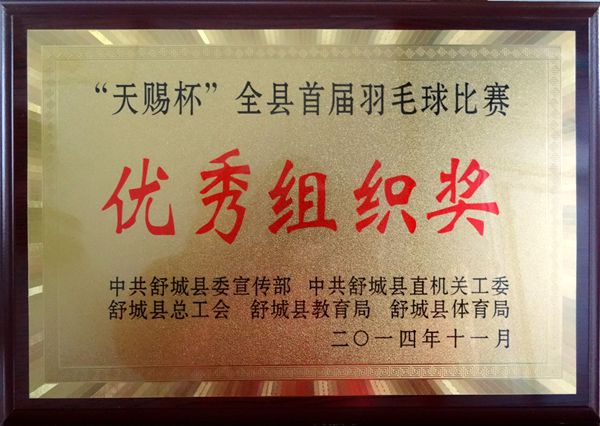 “天赐杯”全县首届羽毛球比赛
优秀组织奖
中共舒城县委宣传部 中共舒城县直机关工委
舒城县总工会 舒城县教育局 舒城县体育局
二〇一四年十一月